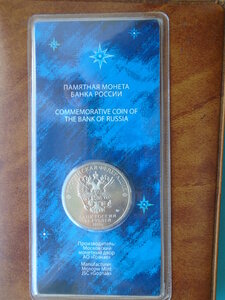 ПАМЯТНАЯ МОНЕТА
БАНКА РОССИИ
COMMEMORATIVE COIN OF
THE BANK OF RUSSIA
Производитель:
Московский
монетный двор
АО «Гознак»
Manufacturer:
Moscow Mint
JSC «Goznak»